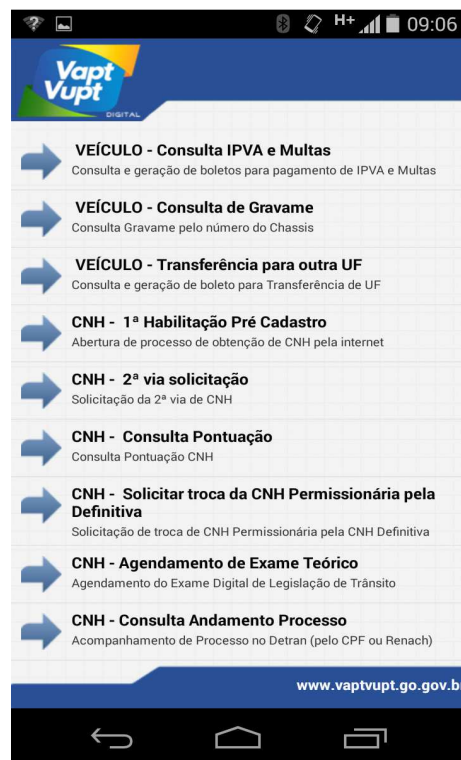 H+ 09:06
Vapt
Vupt
DIGITAL
VEÍCULO - Consulta IPVA e Multas
Consulta e geração de boletos para pagamento de IPVA e Multas
VEÍCULO - Consulta de Gravame
Consulta Gravame pelo número do Chassis
VEÍCULO - Transferência para outra UF
Consulta e geração de boleto para Transferência de UF
CNH - 1ª Habilitação Pré Cadastro
Abertura de processo de obtenção de CNH pela internet
CNH - 2ª via solicitação
Solicitação da 2ª via de CNH
CNH - Consulta Pontuação
Consulta Pontuação CNH
CNH - Solicitar troca da CNH Permissionária pela
Definitiva
Solicitação de troca de CNH Permissionária pela CNH Definitiva
CNH - Agendamento de Exame Teórico
Agendamento do Exame Digital de Legislação de Trânsito
CNH - Consulta Andamento Processo
Acompanhamento de Processo no Detran (pelo CPF ou Renach)
www.vaptvupt.go.gov.b